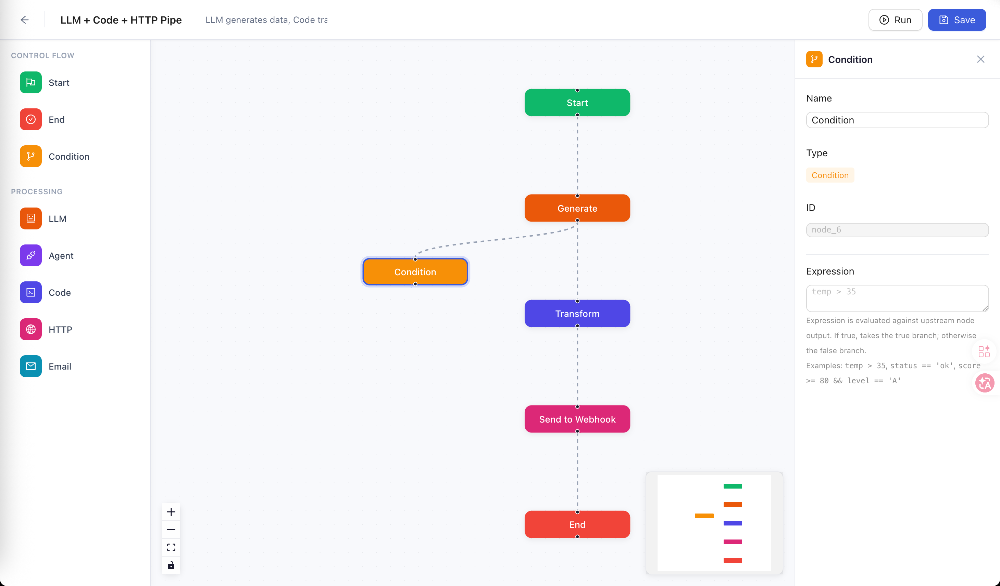 LLM + Code + HTTP Pipe
LLM generates data, Code tra
Run
Save
CONTROL FLOW
Start
End
Condition
PROCESSING
LLM
Agent
Code
HTTP
Email
Start
Generate
Condition
Transform
Send to Webhook
End
Condition
Name
Condition
Type
Condition
ID
node_6
Expression
temp > 35
Expression is evaluated against upstream node
output. If true, takes the true branch; otherwise
the false branch.
Examples: temp > 35, status == 'ok', score
>= 80 && level == 'A'